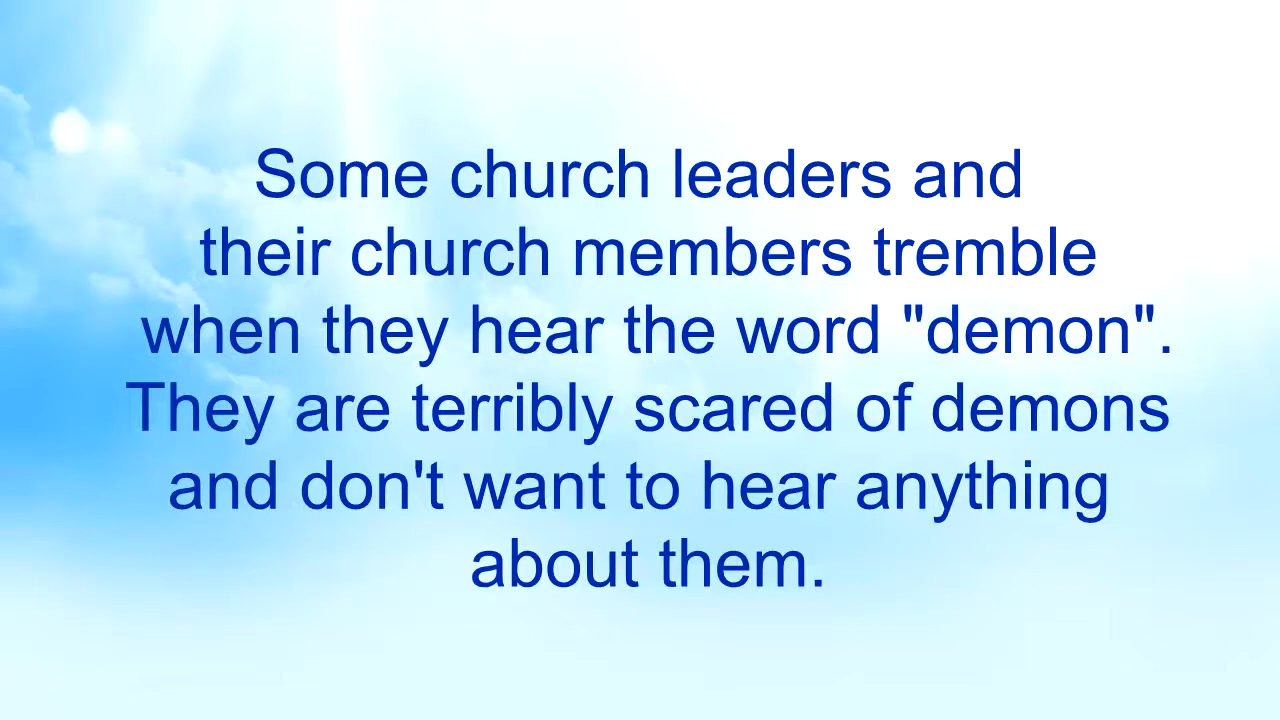 Some church leaders and
their church members tremble
when they hear the word "demon".
They are terribly scared of demons
and don't want to hear anything
about them.